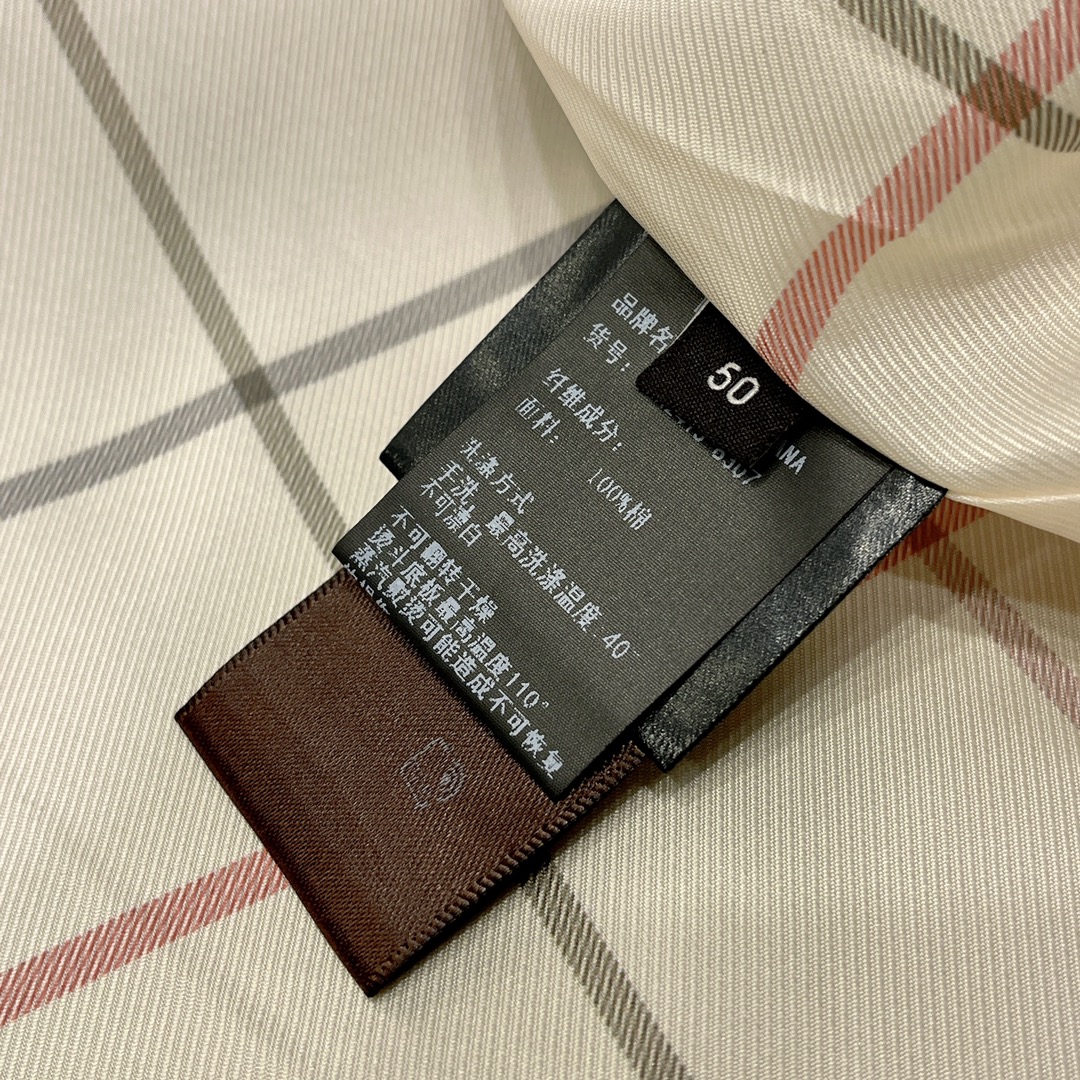 品牌名
货号:
50
纤维成分:
面料: 100%棉
洗涤方式
手洗 最高洗涤温度 40
不可漂白
不可翻转干燥
烫斗底板最高温度110°
蒸汽熨烫可能造成不可恢复